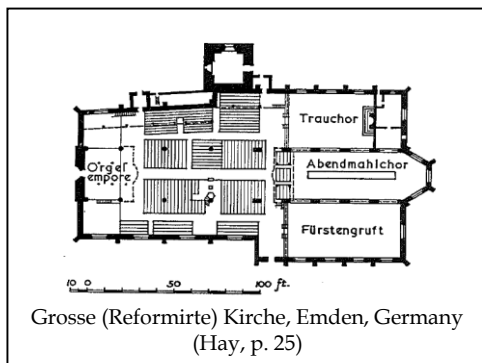 Trauchor
Orgel
empore
Abendmahlchor
Fürstengruft
10 0 50 100 ft.
Grosse (Reformirte) Kirche, Emden, Germany
(Hay, p. 25)